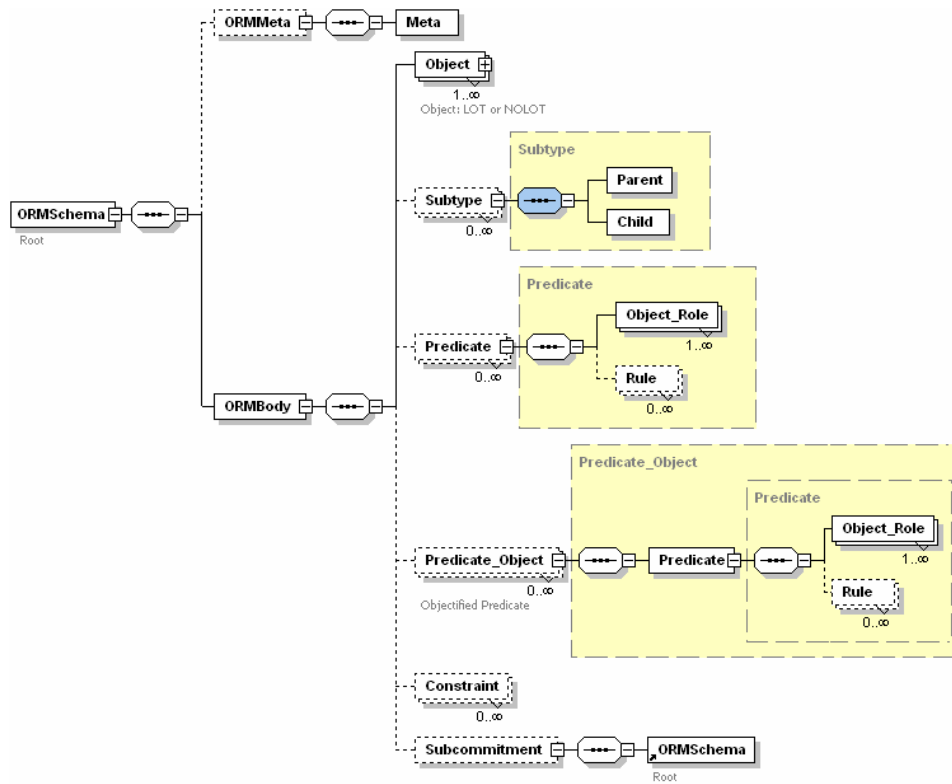 ORMMeta
Meta
Object
1..∞
Object: LOT or NOLOT
Subtype
Parent
Subtype
0..∞
Child
ORMSchema
Root
Predicate
Object_Role
1..∞
Predicate
0..∞
Rule
0..∞
ORMBody
Predicate_Object
Predicate
Object_Role
1..∞
Predicate_Object
0..∞
Objectified Predicate
Predicate
Rule
0..∞
Constraint
0..∞
Subcommitment
ORMSchema
Root